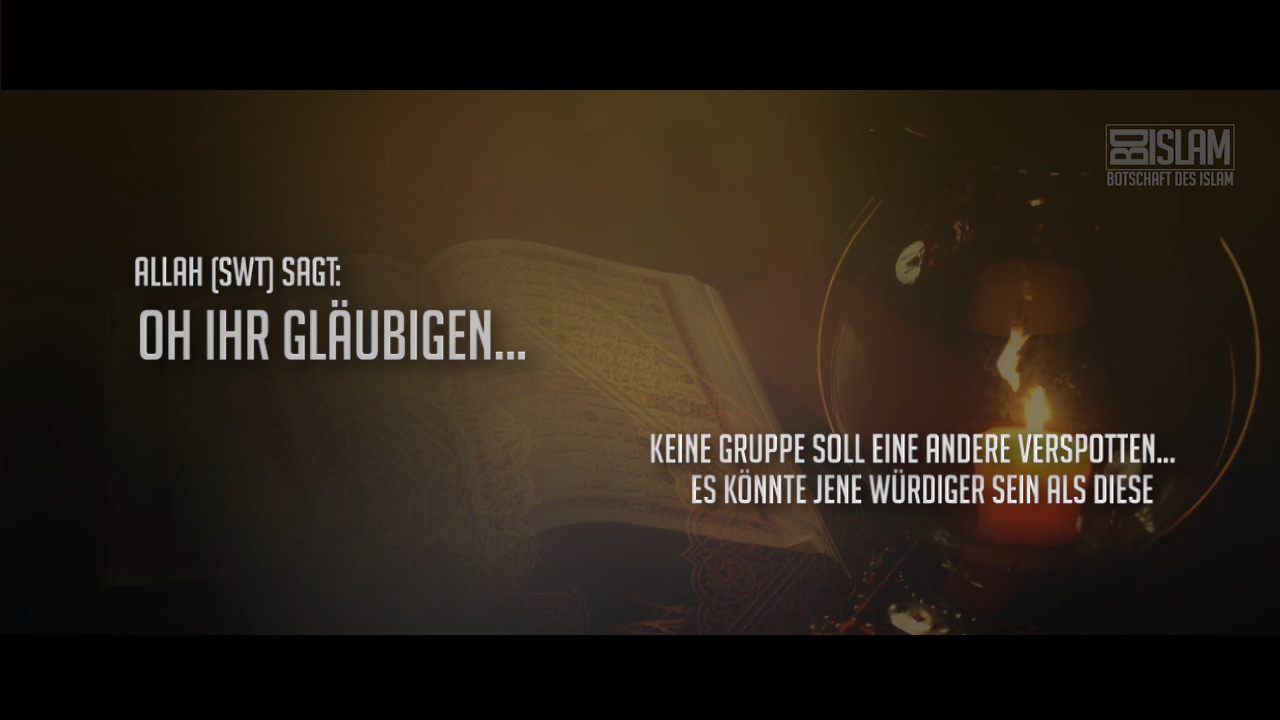 BDISLAM
BOTSCHAFT DES ISLAM
ALLAH (SWT) SAGT:
OH IHR GLÄUBIGEN...
KEINE GRUPPE SOLL EINE ANDERE VERSPOTTEN...
ES KÖNNTE JENE WÜRDIGER SEIN ALS DIESE